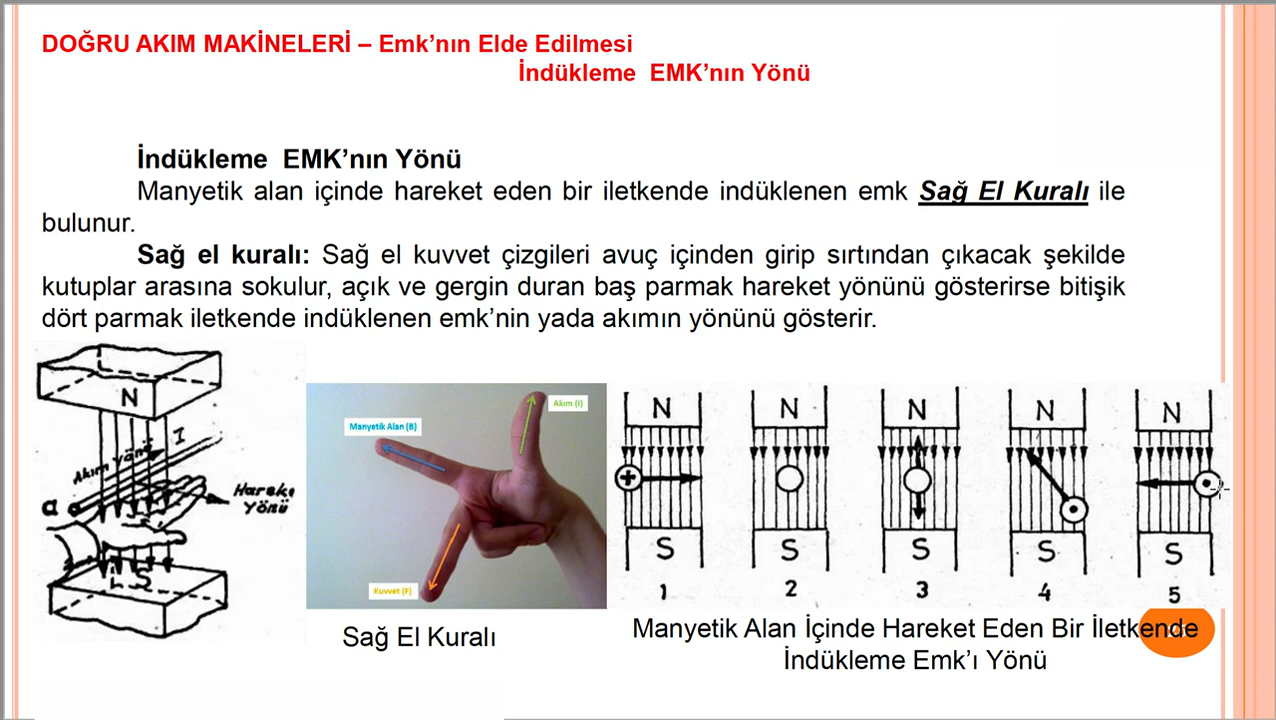 DOĞRU AKIM MAKİNELERİ – Emk’nın Elde Edilmesi
İndükleme EMK’nın Yönü
İndükleme EMK’nın Yönü
Manyetik alan içinde hareket eden bir iletkende indüklenen emk Sağ El Kuralı ile
bulunur.
Sağ el kuralı: Sağ el kuvvet çizgileri avuç içinden girip sırtından çıkacak şekilde
kutuplar arasına sokulur, açık ve gergin duran baş parmak hareket yönünü gösterirse bitişik
dört parmak iletkende indüklenen emk’nin yada akımın yönünü gösterir.
N
Akım yönü I
a
Hareket
Yönü
S
Manyetik Alan (B)
Akım (I)
Kuvvet (F)
N N N N N
S S S S S
1 2 3 4 5
Sağ El Kuralı
Manyetik Alan İçinde Hareket Eden Bir İletkende
İndükleme Emk’ı Yönü